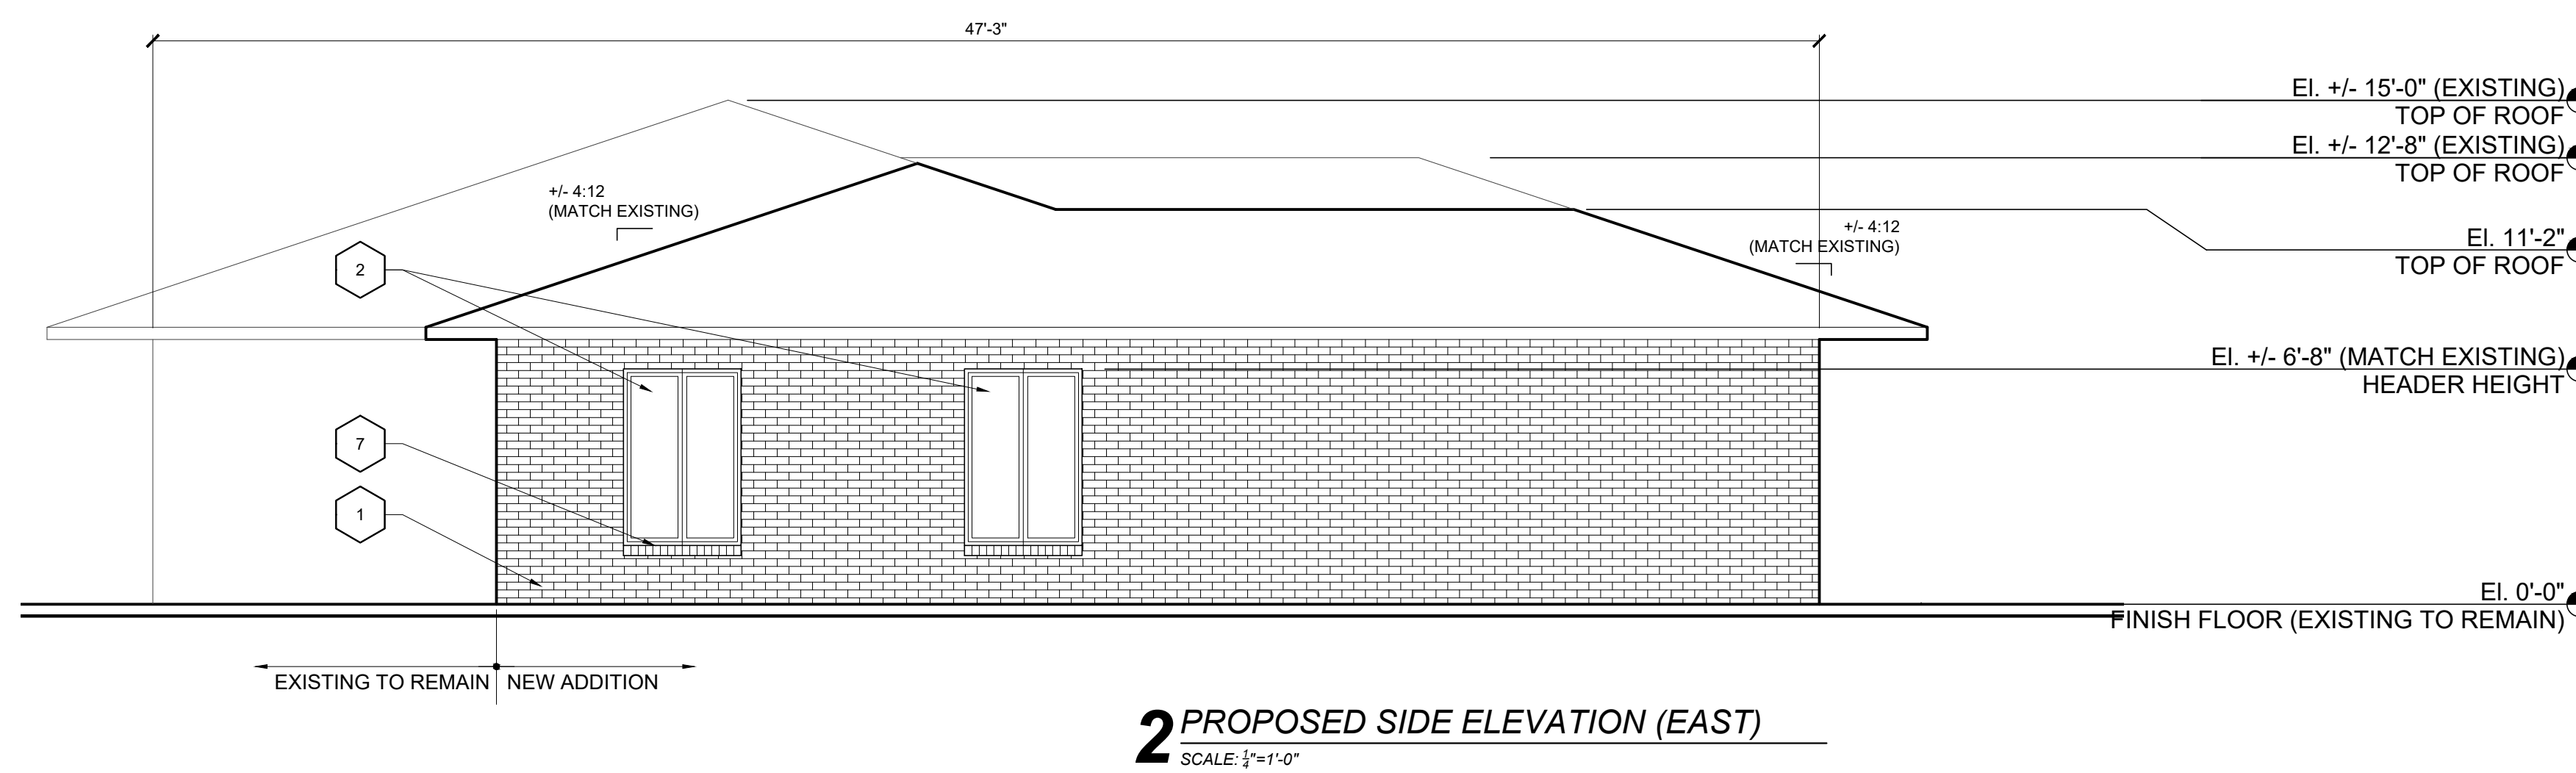 47'-3"
El. +/- 15'-0" (EXISTING)
TOP OF ROOF
El. +/- 12'-8" (EXISTING)
TOP OF ROOF
+/- 4:12
(MATCH EXISTING)
+/- 4:12
(MATCH EXISTING)
El. 11'-2"
TOP OF ROOF
2
El. +/- 6'-8" (MATCH EXISTING)
HEADER HEIGHT
7
1
El. 0'-0"
FINISH FLOOR (EXISTING TO REMAIN)
EXISTING TO REMAIN
NEW ADDITION
2 PROPOSED SIDE ELEVATION (EAST)
SCALE: 1/4"=1'-0"